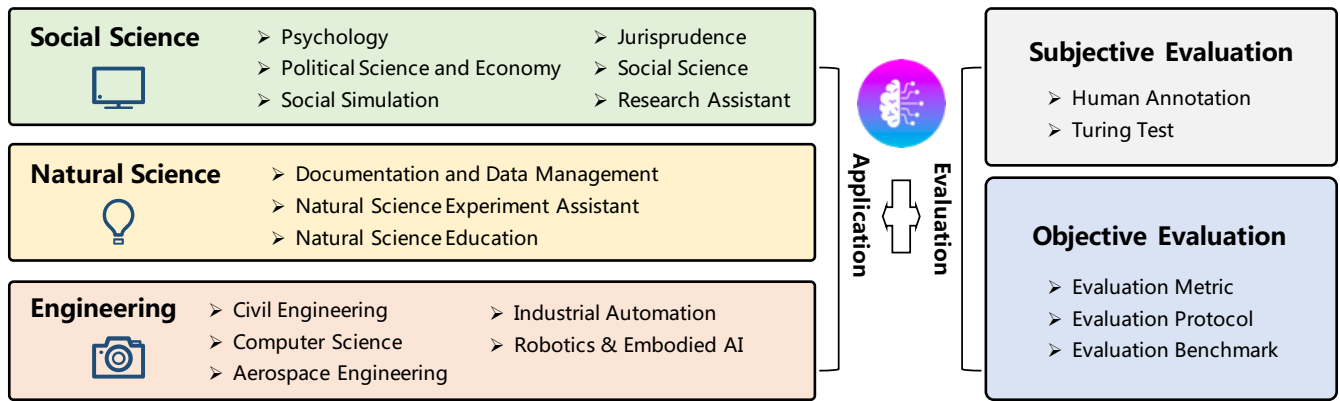 Social Science
➢ Psychology
➢ Political Science and Economy
➢ Social Simulation
➢ Jurisprudence
➢ Social Science
➢ Research Assistant
Natural Science
➢ Documentation and Data Management
➢ Natural Science Experiment Assistant
➢ Natural Science Education
Engineering
➢ Civil Engineering
➢ Computer Science
➢ Aerospace Engineering
➢ Industrial Automation
➢ Robotics & Embodied AI
Application
Evaluation
Subjective Evaluation
➢ Human Annotation
➢ Turing Test
Objective Evaluation
➢ Evaluation Metric
➢ Evaluation Protocol
➢ Evaluation Benchmark